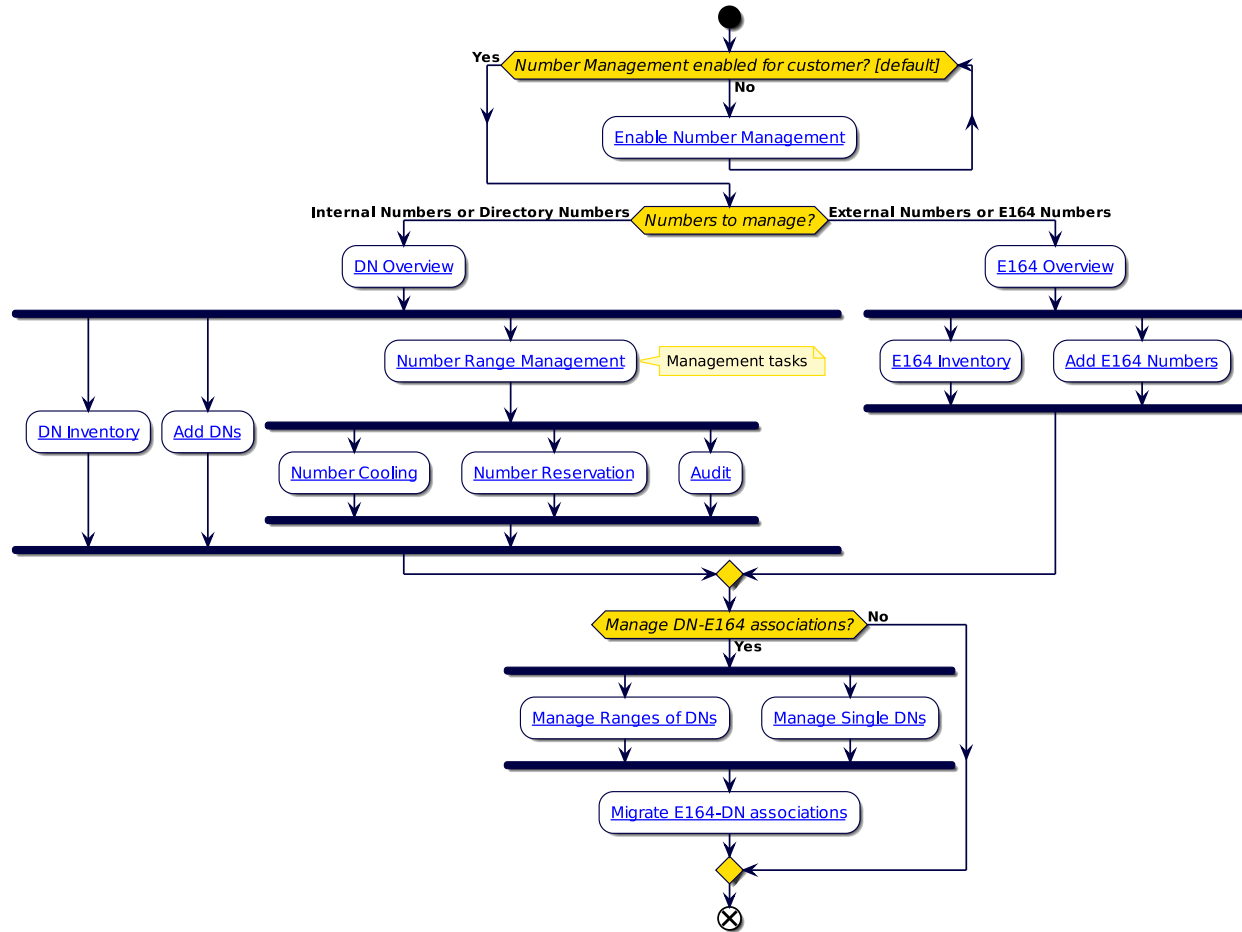 Yes
Number Management enabled for customer? [default]
No
Enable Number Management
Internal Numbers or Directory Numbers
Numbers to manage?
External Numbers or E164 Numbers
DN Overview
E164 Overview
Number Range Management
Management tasks
E164 Inventory
Add E164 Numbers
DN Inventory
Add DNs
Number Cooling
Number Reservation
Audit
Manage DN-E164 associations?
No
Yes
Manage Ranges of DNs
Manage Single DNs
Migrate E164-DN associations